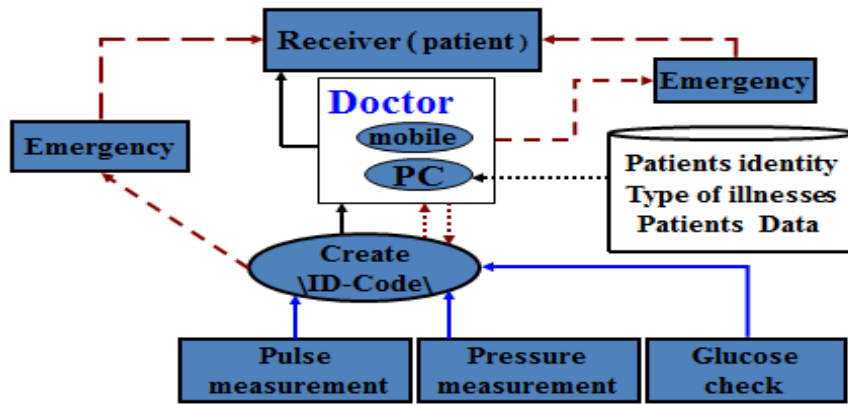 Receiver ( patient )
Emergency
Doctor
mobile
PC
Emergency
Patients identity
Type of illnesses
Patients Data
Create
\ID-Code\
Pulse
measurement
Pressure
measurement
Glucose
check